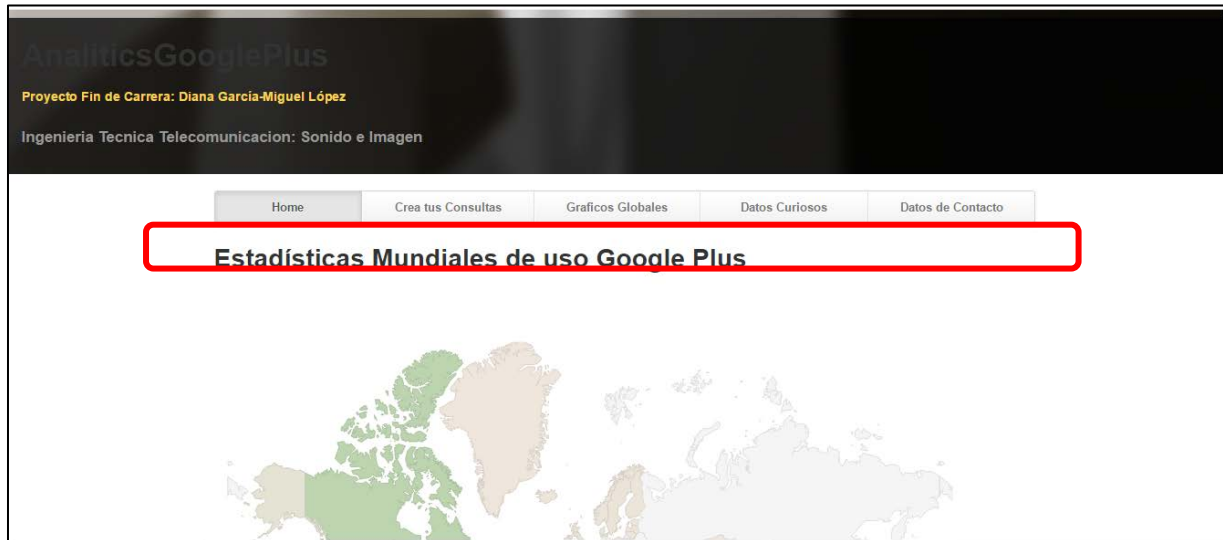 AnaliticsGooglePlus
Proyecto Fin de Carrera: Diana García-Miguel López
Ingenieria Tecnica Telecomunicacion: Sonido e Imagen
Home Crea tus Consultas Graficos Globales Datos Curiosos Datos de Contacto
Estadísticas Mundiales de uso Google Plus